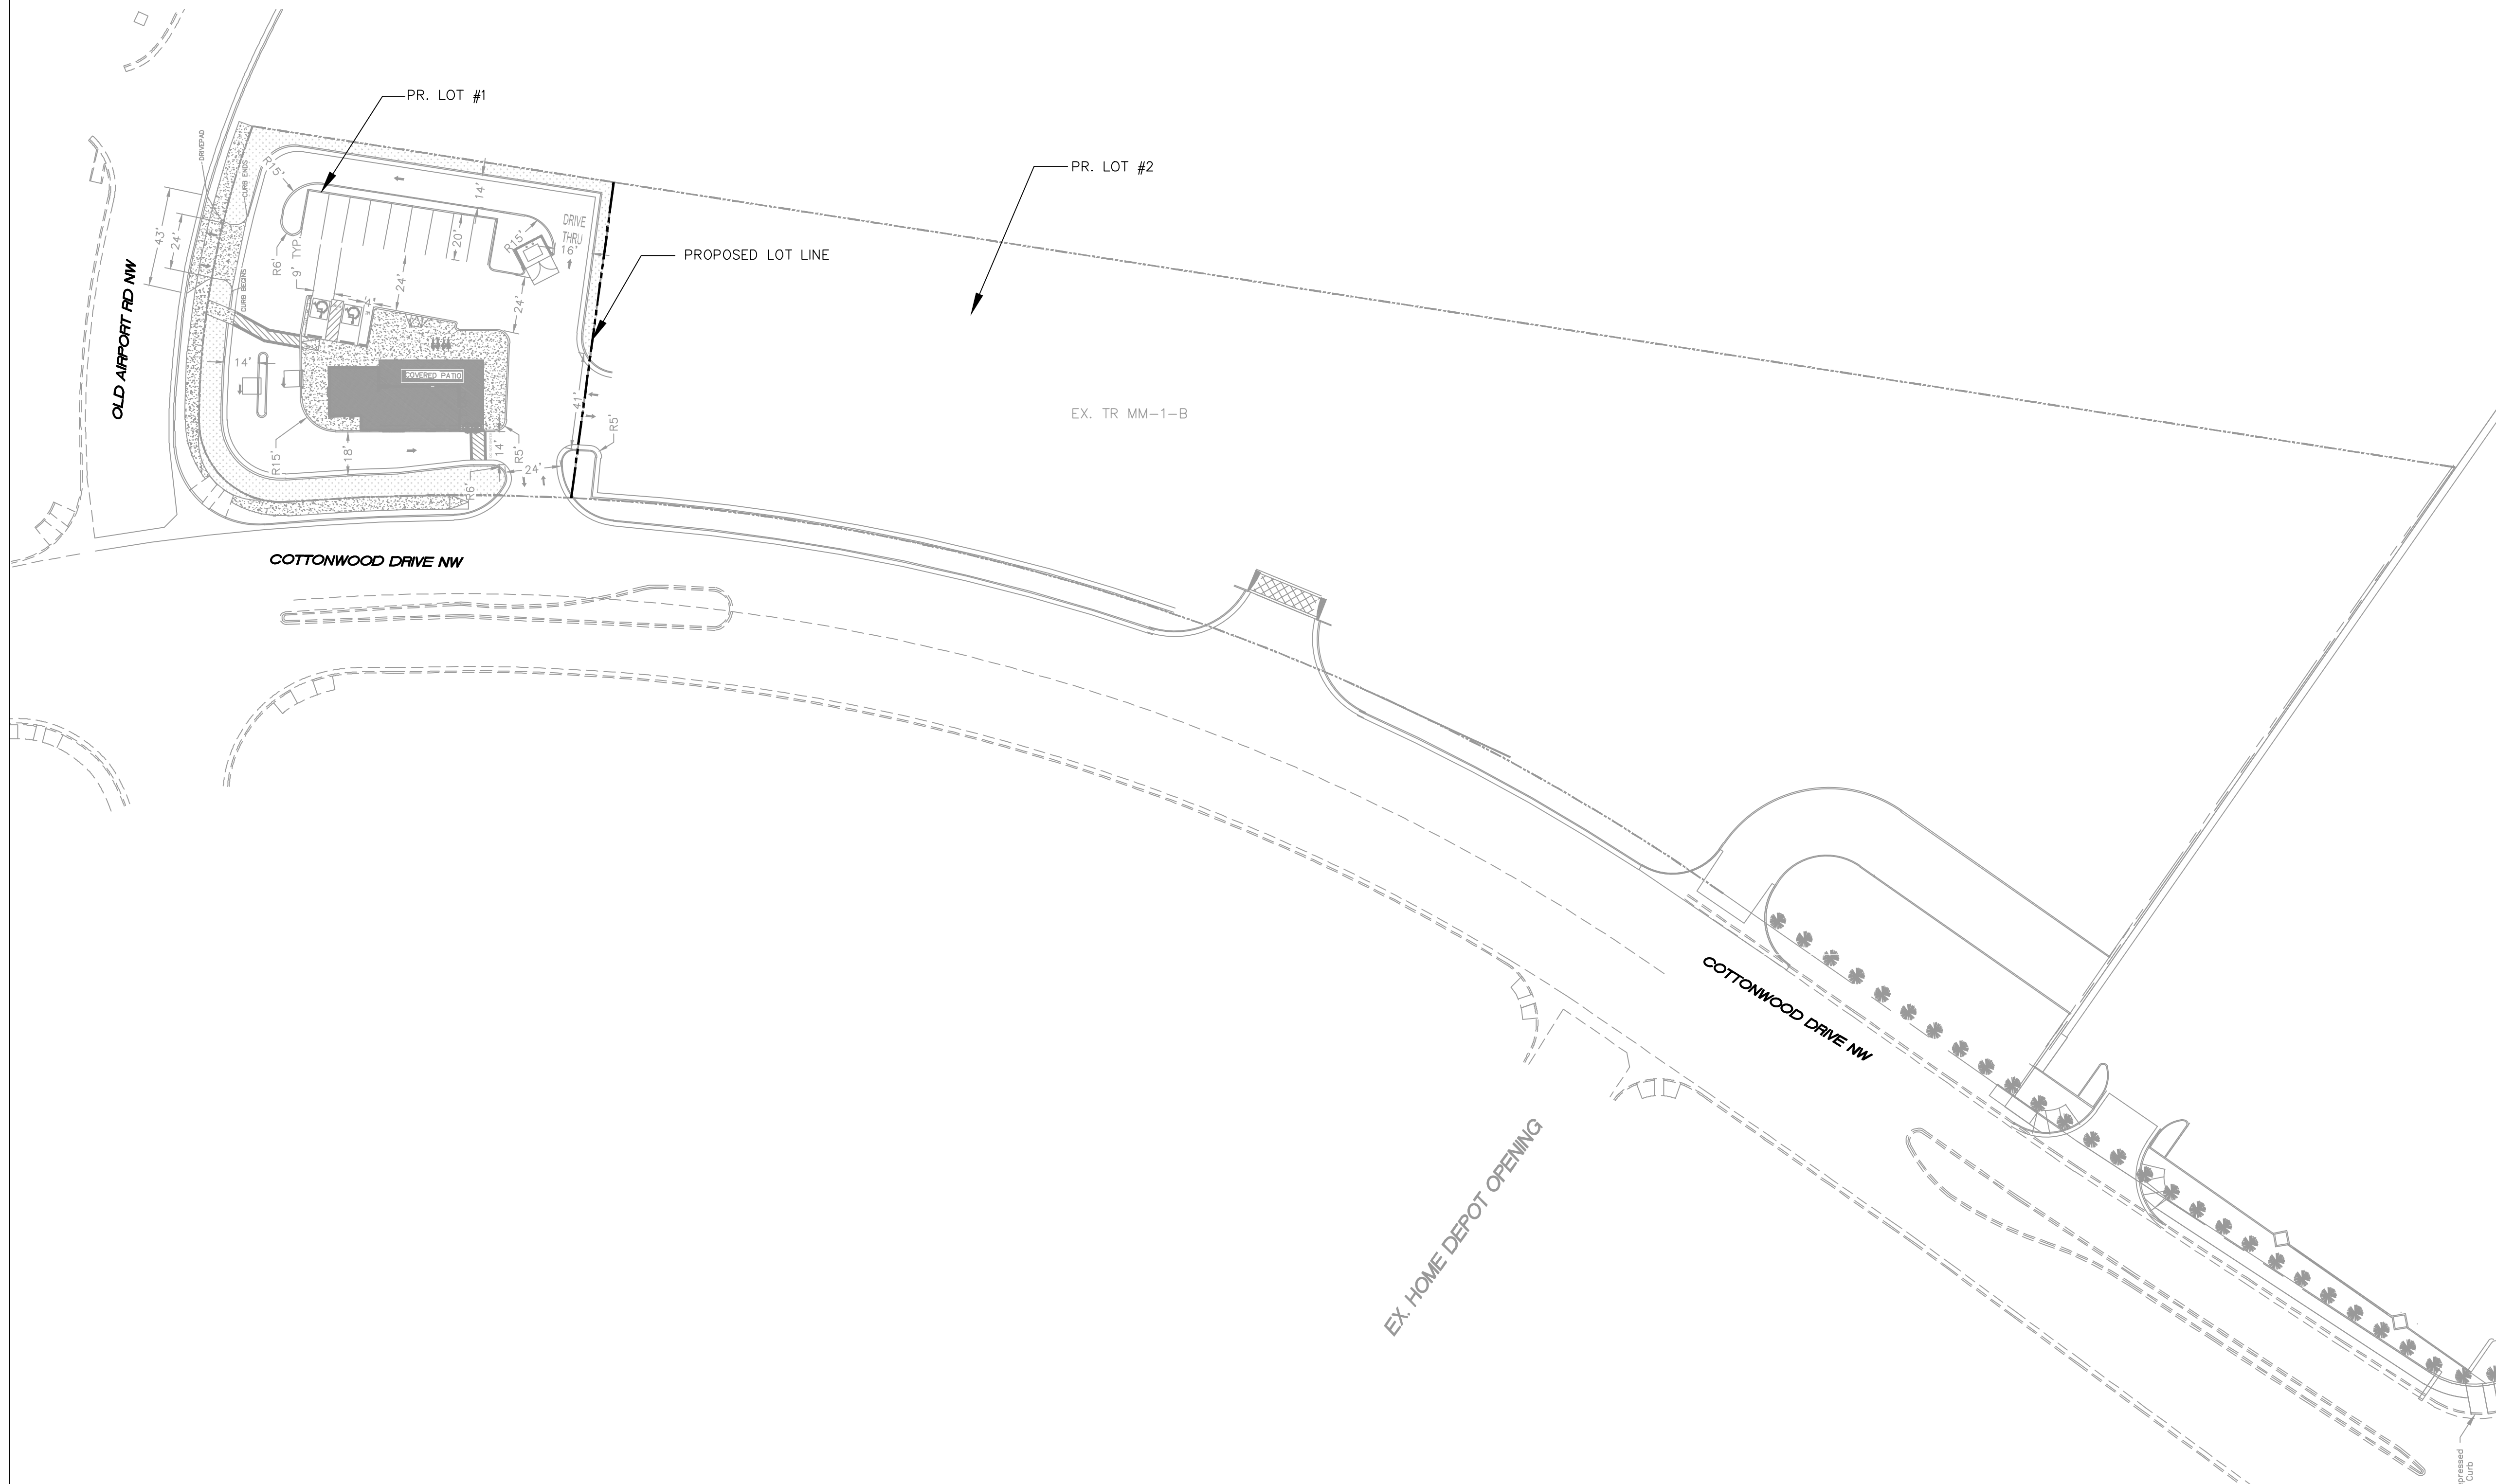 PR. LOT #1
PR. LOT #2
DRIVEPAD
CURB ENDS
R15'
14'
DRIVE
THRU
16'
43'
24'
R6'
9' TYP.
20'
R15'
PROPOSED LOT LINE
OLD AIRPORT RD NW
CURB BEGINS
24'
24'
14'
COVERED PATIO
41'
EX. TR MM-1-B
R15'
18'
14'
R5'
R5'
R6'
24'
COTTONWOOD DRIVE NW
COTTONWOOD DRIVE NW
EX. HOME DEPOT OPENING
pressed
Curb